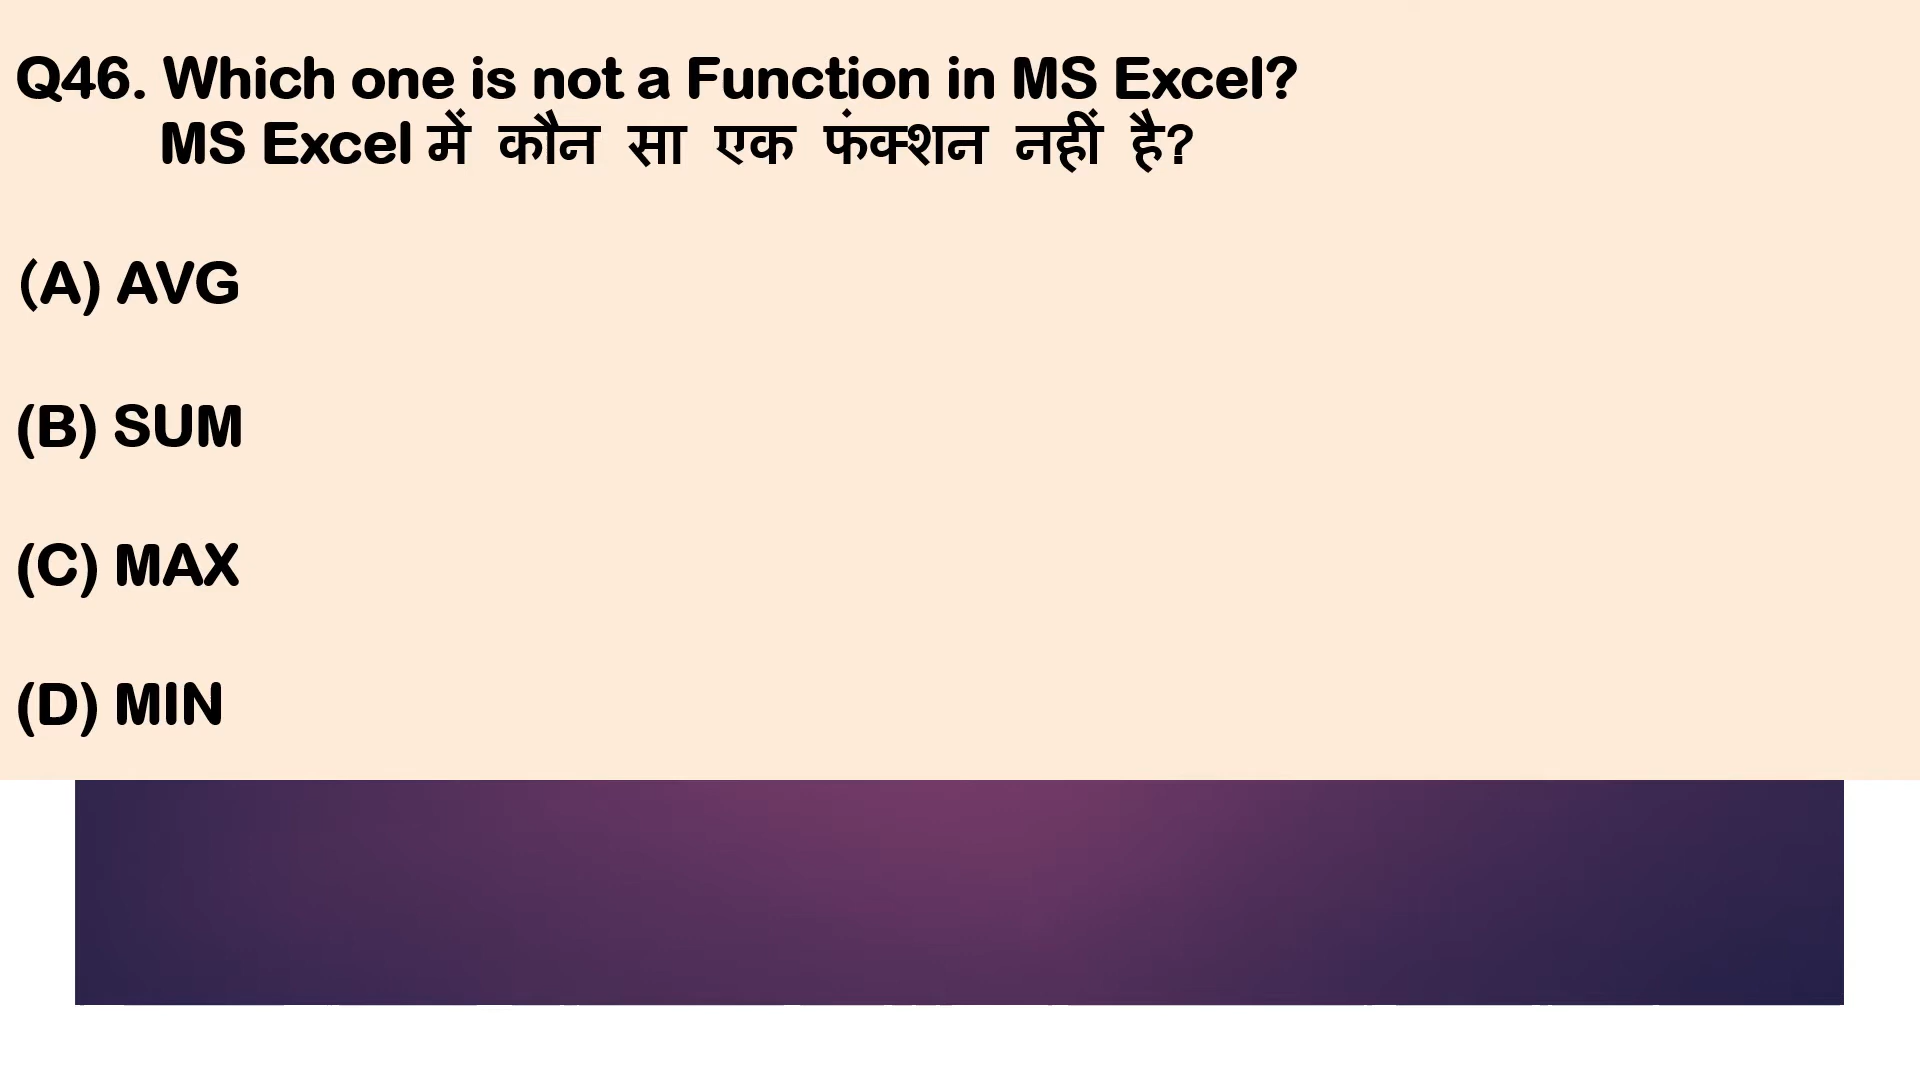 Q46. Which one is not a Function in MS Excel?
MS Excel में कौन सा एक फंक्शन नहीं है?
(A) AVG
(B) SUM
(C) MAX
(D) MIN